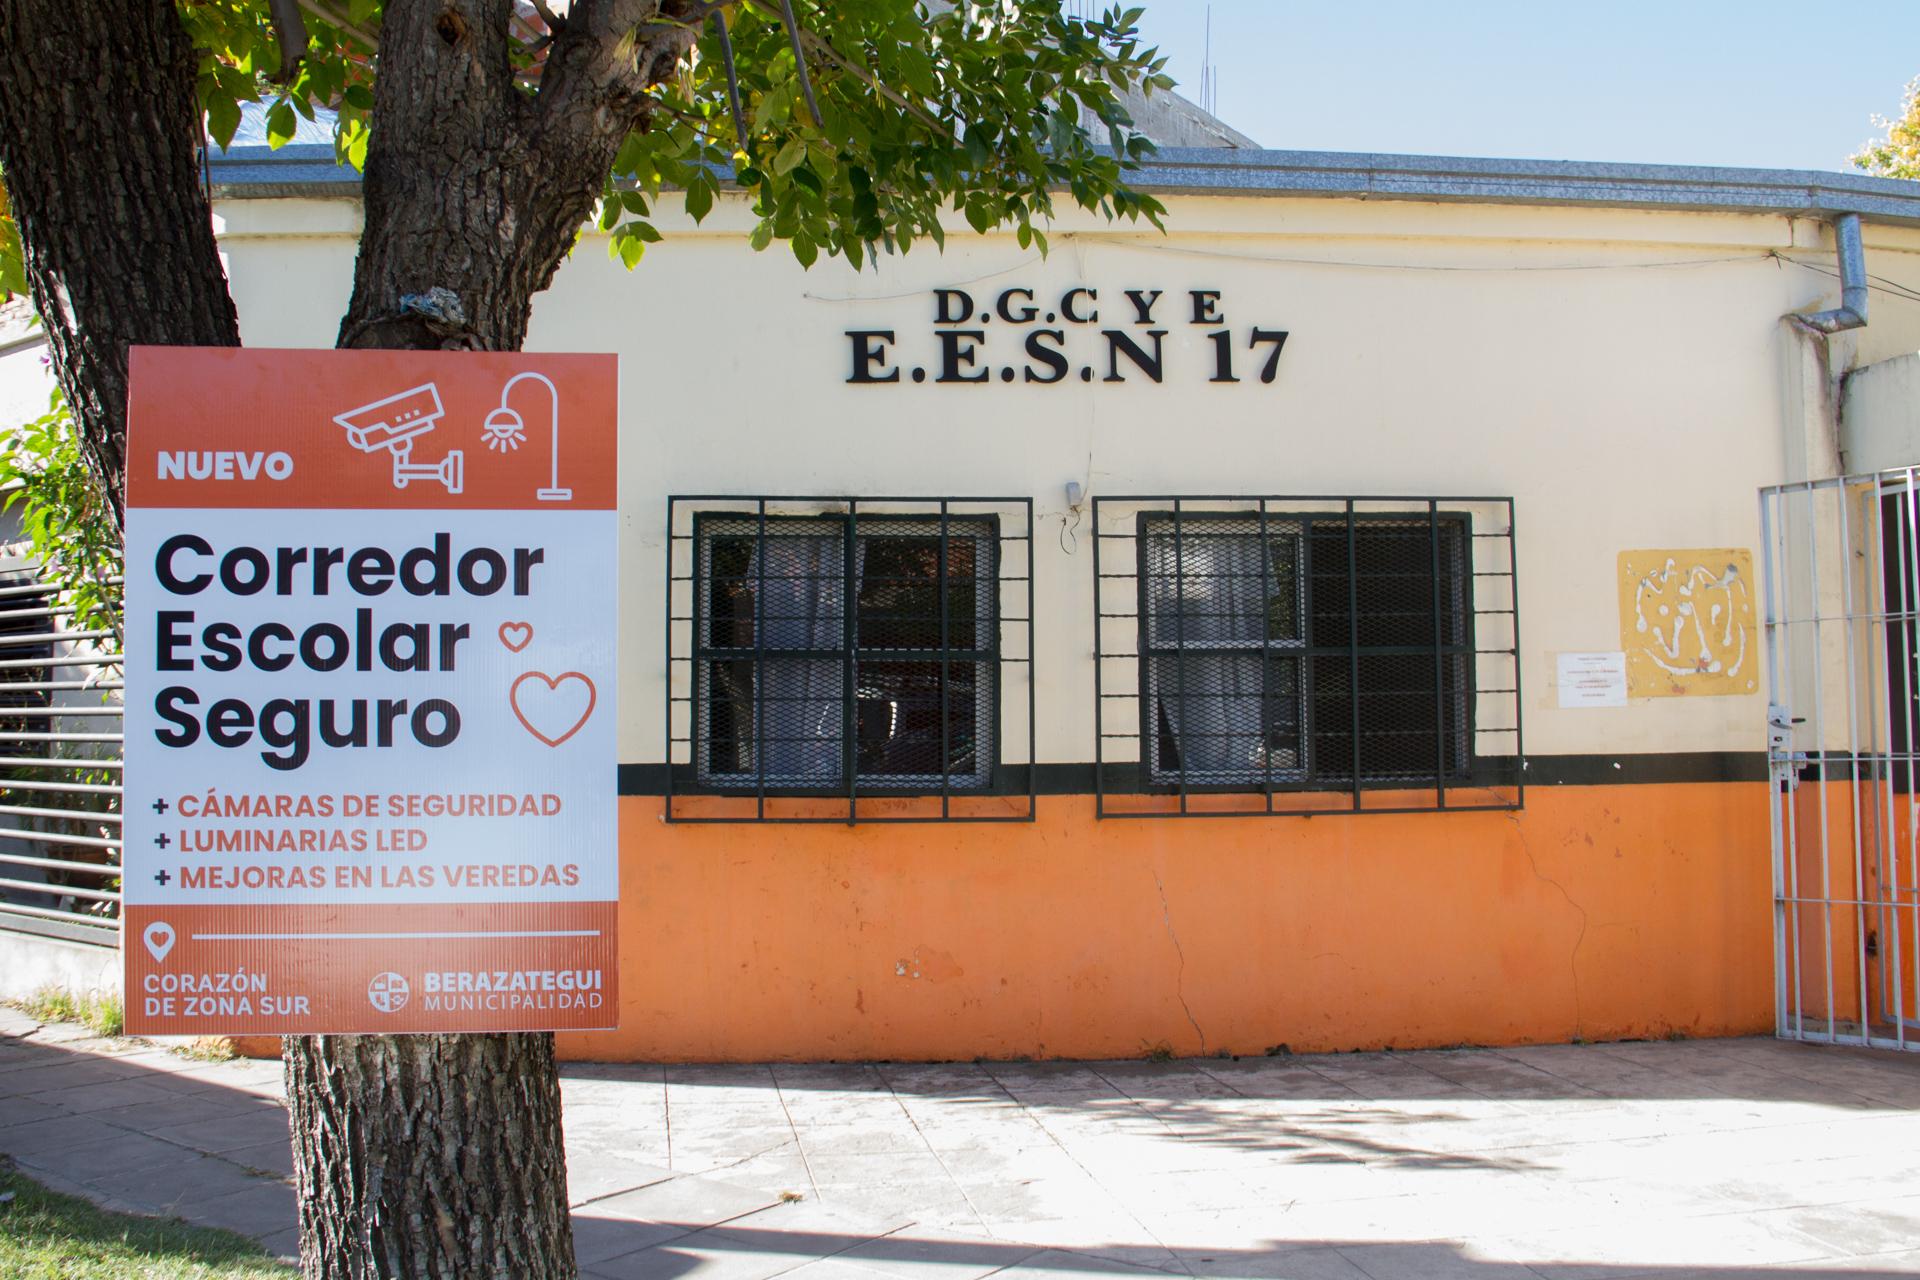 D.G.C Y E
E.E.S.N 17
NUEVO
Corredor
Escolar
Seguro
+ CÁMARAS DE SEGURIDAD
+ LUMINARIAS LED
+ MEJORAS EN LAS VEREDAS
CORAZÓN
DE ZONA SUR
BERAZATEGUI
MUNICIPALIDAD